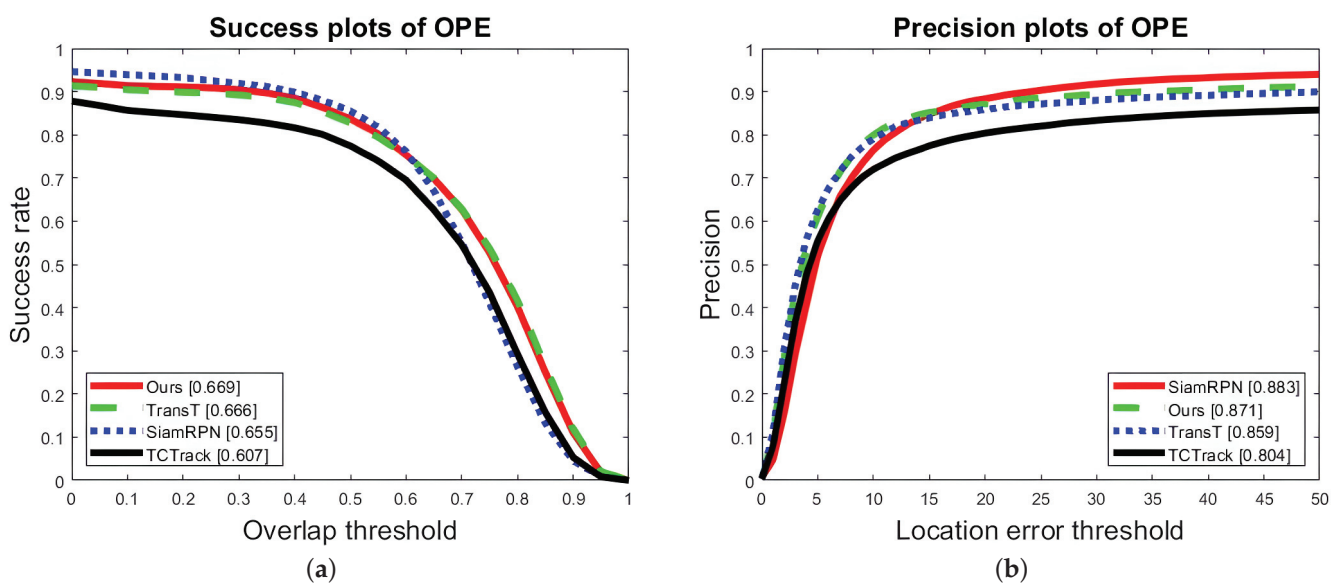 Success plots of OPE
1
0.9
0.8
0.7
0.6
0.5
0.4
0.3
0.2
0.1
0
Success rate
Ours [0.669]
TransT [0.666]
SiamRPN [0.655]
TCTrack [0.607]
0 0.1 0.2 0.3 0.4 0.5 0.6 0.7 0.8 0.9 1
Overlap threshold
(a)
Precision plots of OPE
1
0.9
0.8
0.7
0.6
0.5
0.4
0.3
0.2
0.1
0
Precision
SiamRPN [0.883]
Ours [0.871]
TransT [0.859]
TCTrack [0.804]
0 5 10 15 20 25 30 35 40 45 50
Location error threshold
(b)